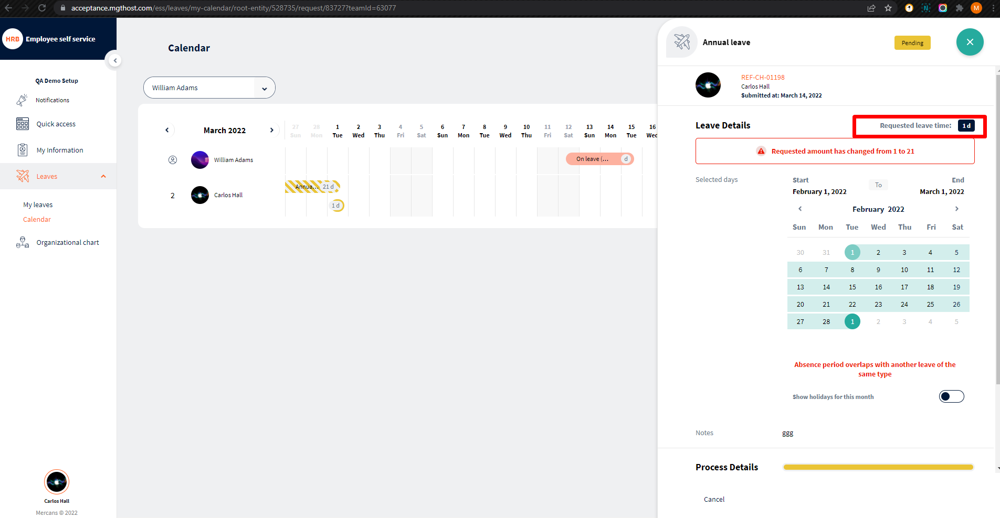 acceptance.mgthost.com/ess/leaves/my-calendar/root-entity/528735/request/83727?teamId=63077
M
HRB Employee self service
QA Demo Setup
Notifications
Quick access
My Information
Leaves
My leaves
Calendar
Organizational chart
Carlos Hall
Mercans © 2022
Calendar
William Adams
March 2022
27 28 1 2 3 4 5 6 7 8 9 10 11 12 13 14 15 16
Sun Mon Tue Wed Thu Fri Sat Sun Mon Tue Wed Thu Fri Sat Sun Mon Tue Wed
William Adams
On leave (... d
2 Carlos Hall
Annua... 21 d
1 d
Annual leave
Pending
REF-CH-01198
Carlos Hall
Submitted at: March 14, 2022
Leave Details
Requested leave time: 1 d
Requested amount has changed from 1 to 21
Selected days
Start To End
February 1, 2022 March 1, 2022
February 2022
Sun Mon Tue Wed Thu Fri Sat
30 31 1 2 3 4 5
6 7 8 9 10 11 12
13 14 15 16 17 18 19
20 21 22 23 24 25 26
27 28 1 2 3 4 5
Absence period overlaps with another leave of the
same type
Show holidays for this month
Notes ggg
Process Details
Cancel